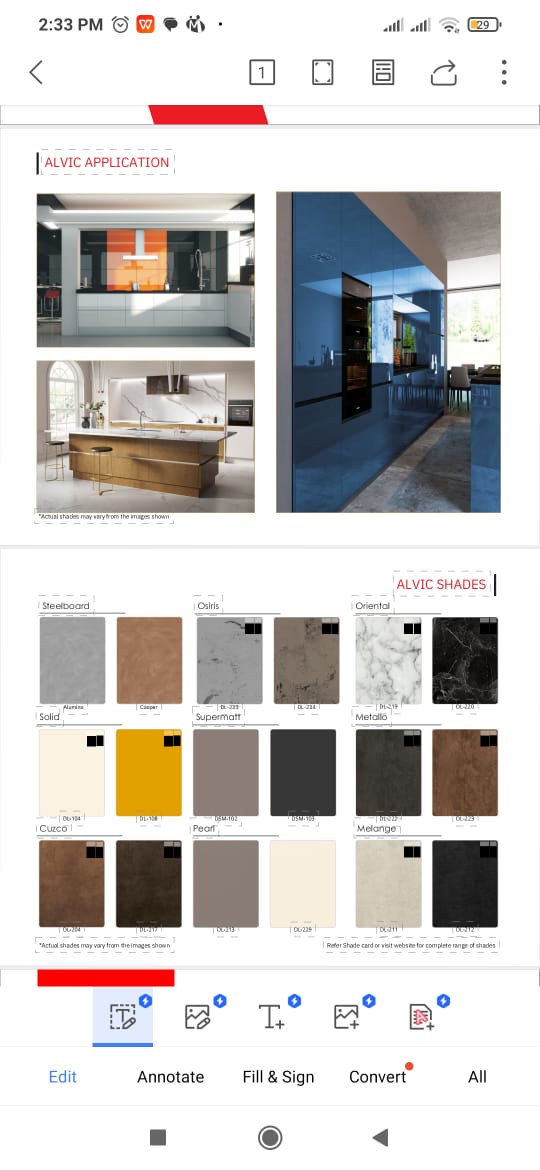 2:33 PM
29
1
ALVIC APPLICATION
*Actual shades may vary from the images shown
ALVIC SHADES
Steelboard
Osiris
Oriental
Alumins
Cooper
DL-233
DL-234
DL-219
DL-220
Solid
Supermatt
Metallo
DL-104
DL-108
DSM-102
DSM-103
DL-222
DL-223
Cuzco
Pearl
Melange
DL-204
DL-217
DL-213
DL-229
DL-211
DL-212
*Actual shades may vary from the images shown
Refer Shade card or visit website for complete range of shades
Edit
Annotate
Fill & Sign
Convert
All